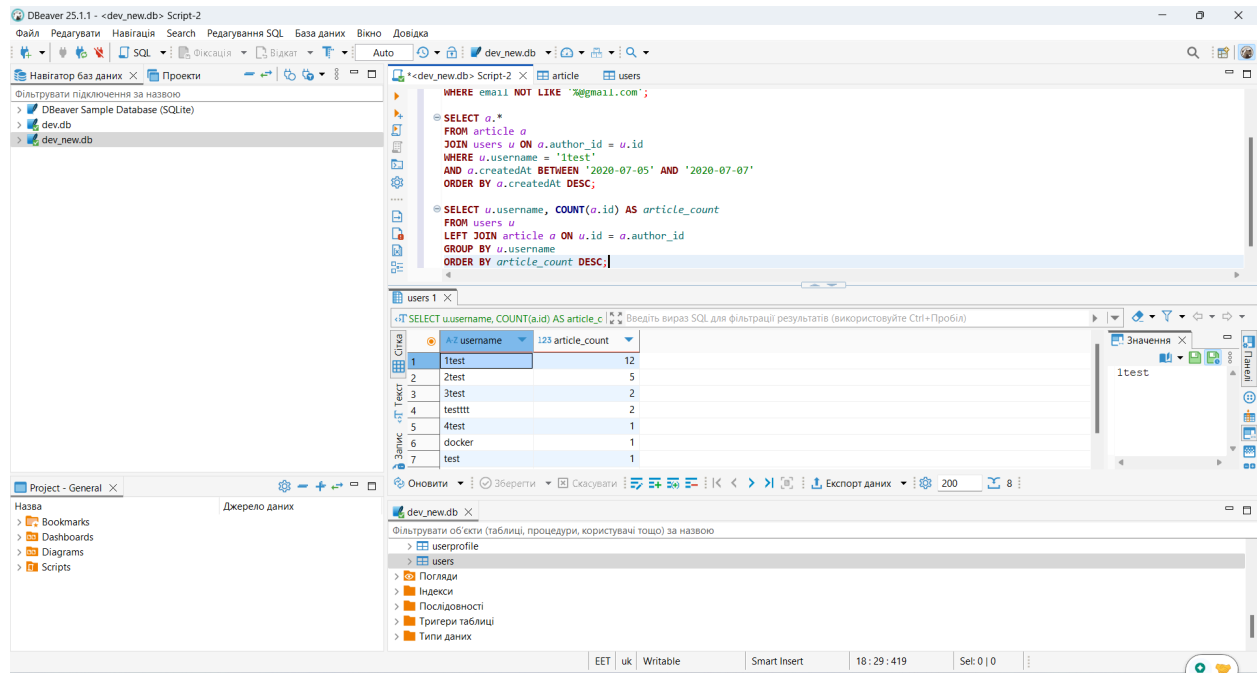 DBeaver 25.1.1 - <dev_new.db> Script-2
Файл Редагувати Навігація Search Редагування SQL База даних Вікно Довідка
SQL Фіксація Відкат Auto dev_new.db
Навігатор баз даних Проекти
Фільтрувати підключення за назвою
DBeaver Sample Database (SQLite)
dev.db
dev_new.db
*<dev_new.db> Script-2 article users
WHERE email NOT LIKE '%@gmail.com';
SELECT a.*
FROM article a
JOIN users u ON a.author_id = u.id
WHERE u.username = '1test'
AND a.createdAt BETWEEN '2020-07-05' AND '2020-07-07'
ORDER BY a.createdAt DESC;
SELECT u.username, COUNT(a.id) AS article_count
FROM users u
LEFT JOIN article a ON u.id = a.author_id
GROUP BY u.username
ORDER BY article_count DESC;
users 1
SELECT u.username, COUNT(a.id) AS article_c Введіть вираз SQL для фільтрації результатів (використовуйте Ctrl+Пробіл)
Сітка
Текст
Запис
A-Z username 123 article_count
1 1test 12
2 2test 5
3 3test 2
4 testttt 2
5 4test 1
6 docker 1
7 test 1
Значення
1test
Панелі
Оновити Зберегти Скасувати Експорт даних 200 8
Project - General
Назва Джерело даних
Bookmarks
Dashboards
Diagrams
Scripts
dev_new.db
Фільтрувати об'єкти (таблиці, процедури, користувачі тощо) за назвою
userprofile
users
Погляди
Індекси
Послідовності
Тригери таблиці
Типи даних
EET uk Writable Smart Insert 18 : 29 : 419 Sel: 0 | 0